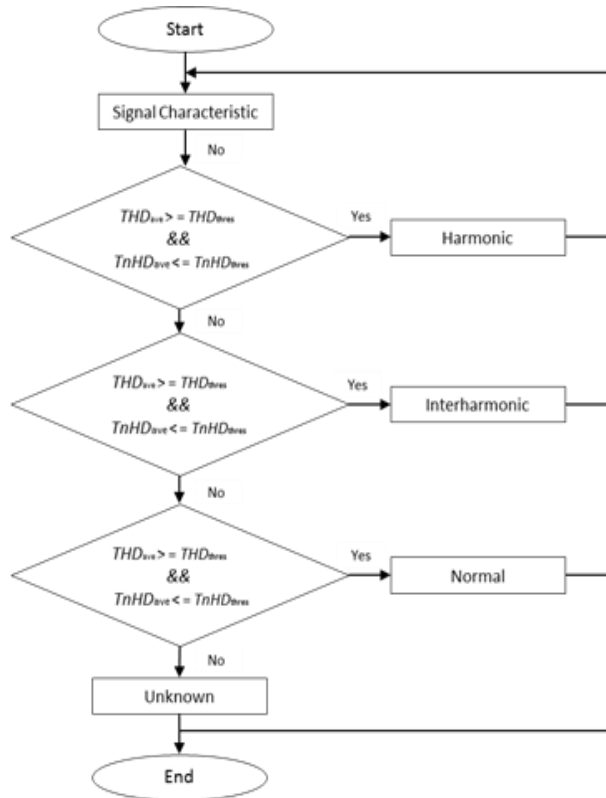 Start
Signal Characteristic
No
THDave > = THDthres
&&
TnHDave < = TnHDthres
Yes
Harmonic
No
THDave > = THDthres
&&
TnHDave < = TnHDthres
Yes
Interharmonic
No
THDave > = THDthres
&&
TnHDave < = TnHDthres
Yes
Normal
No
Unknown
End